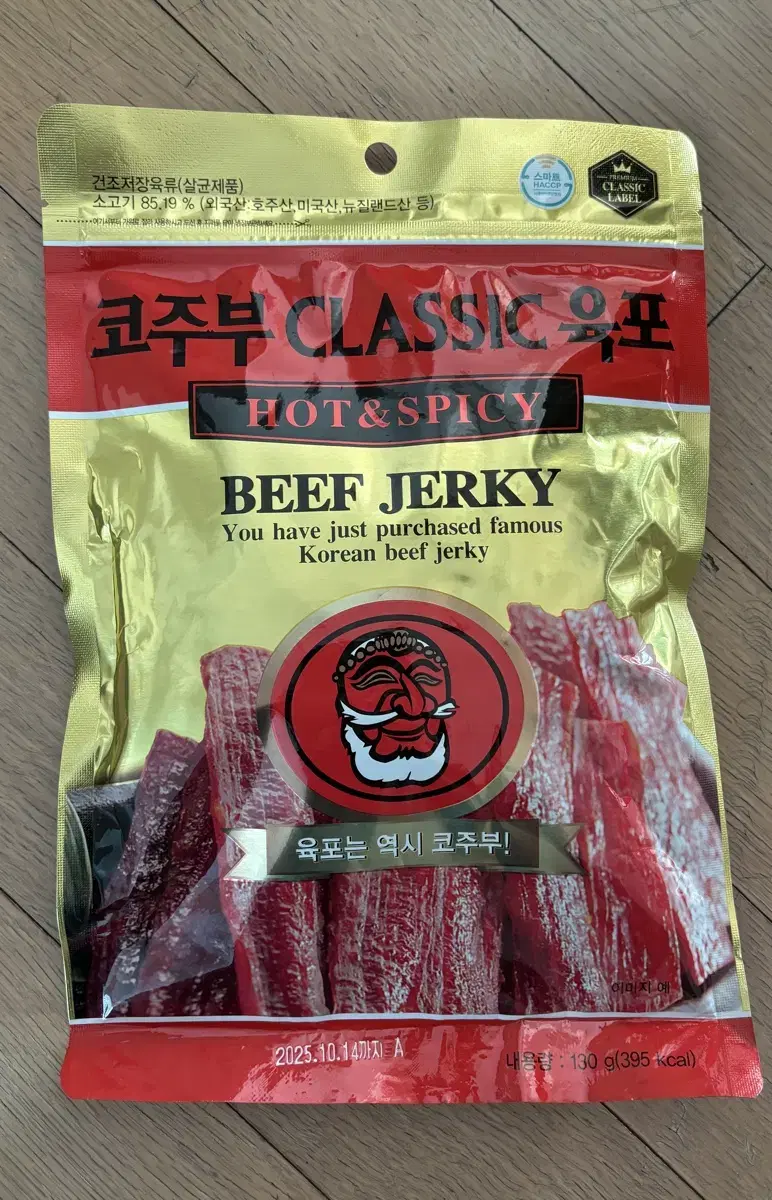 건조저장육류(살균제품)
소고기 85.19 % (외국산:호주산,미국산,뉴질랜드산 등)
스마트
HACCP
PREMIUM
CLASSIC
LABEL
코주부 CLASSIC 육포
HOT&SPICY
BEEF JERKY
You have just purchased famous
Korean beef jerky
육포는 역시 코주부!
이미지 예
2025.10.14까지 A
내용량 : 130 g(395 kcal)